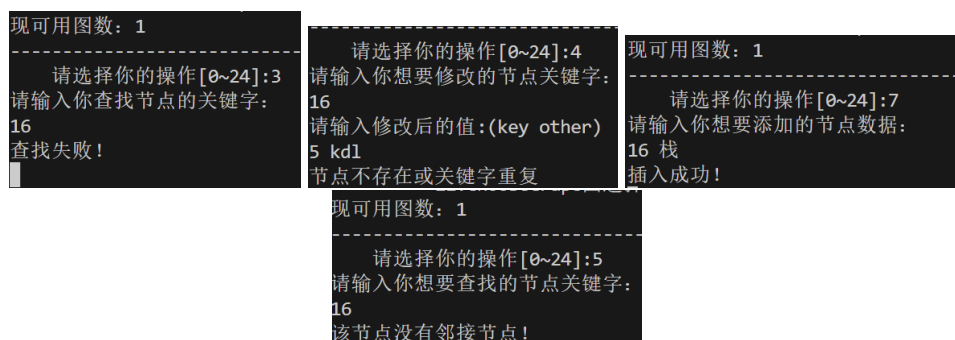 现可用图数: 1
------------------------------
请选择你的操作[0~24]:3
请输入你查找节点的关键字:
16
查找失败!
------------------------------
请选择你的操作[0~24]:4
请输入你想要修改的节点关键字:
16
请输入修改后的值:(key other)
5 kdl
节点不存在或关键字重复
现可用图数: 1
------------------------------
请选择你的操作[0~24]:7
请输入你想要添加的节点数据:
16 栈
插入成功!
现可用图数: 1
------------------------------
请选择你的操作[0~24]:5
请输入你想要查找的节点关键字:
16
该节点没有邻接节点!